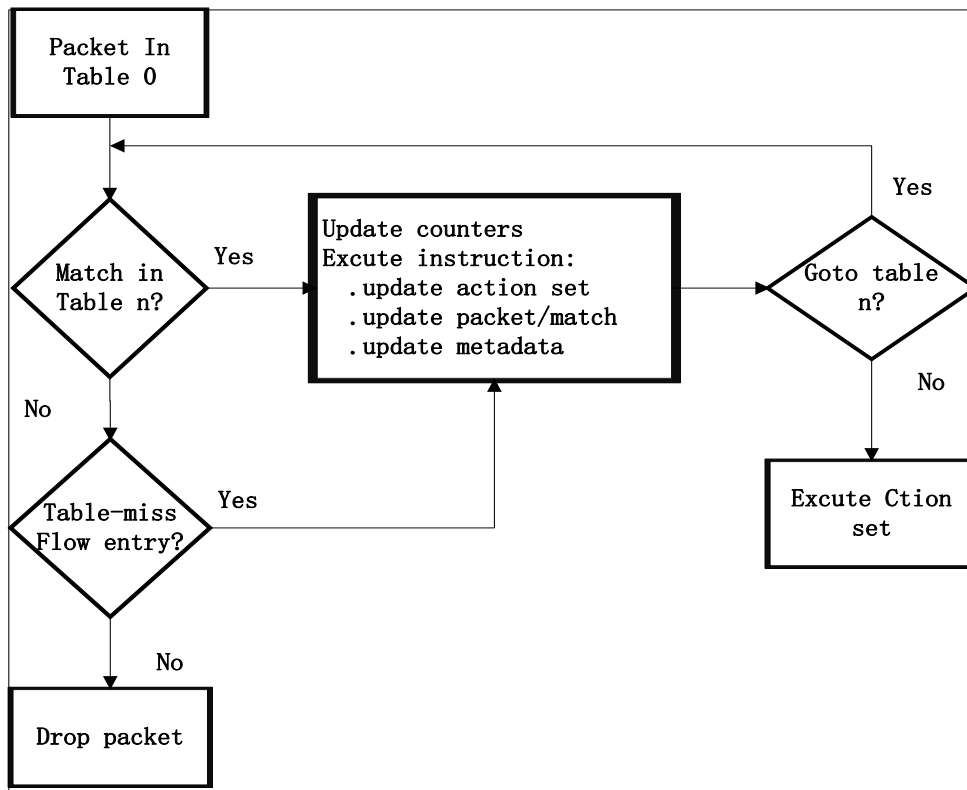 Packet In
Table 0
Yes
Match in
Table n?
Yes
Update counters
Excute instruction:
.update action set
.update packet/match
.update metadata
Goto table
n?
No
No
Table-miss
Flow entry?
Yes
Excute Ction
set
No
Drop packet